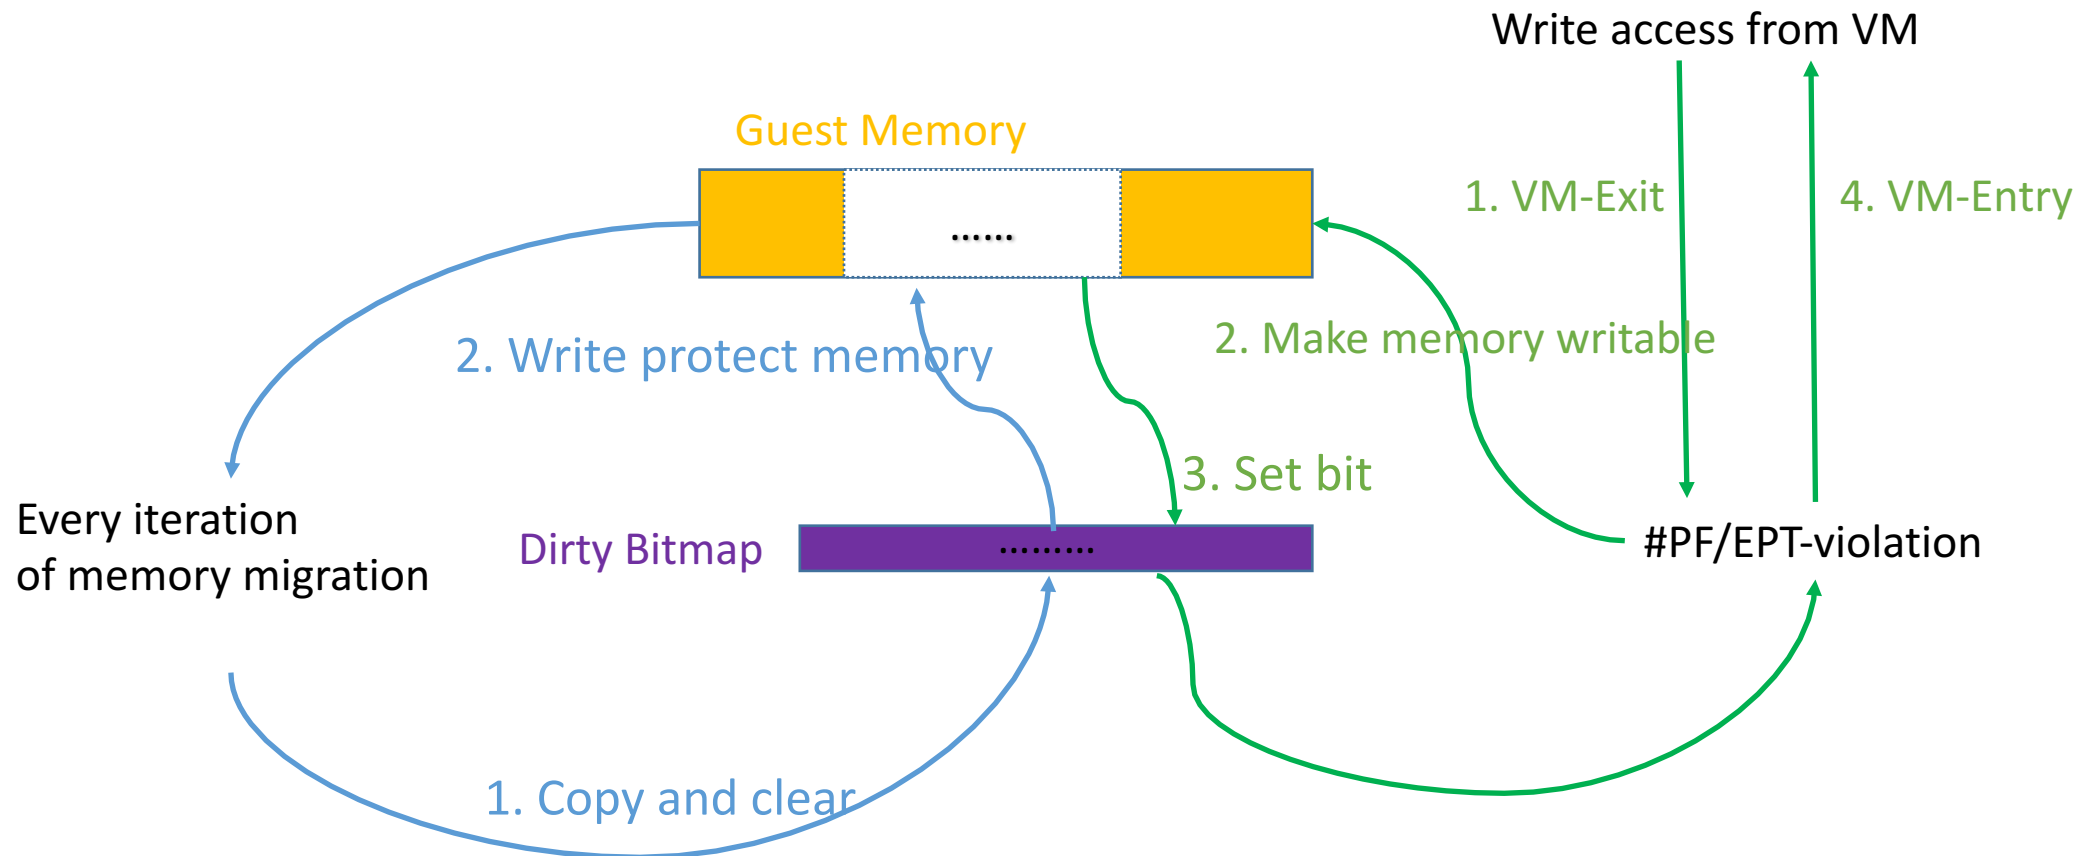 Write access from VM
Guest Memory
1. VM-Exit
4. VM-Entry
……
2. Write protect memory
2. Make memory writable
3. Set bit
Every iteration
of memory migration
Dirty Bitmap
………
#PF/EPT-violation
1. Copy and clear